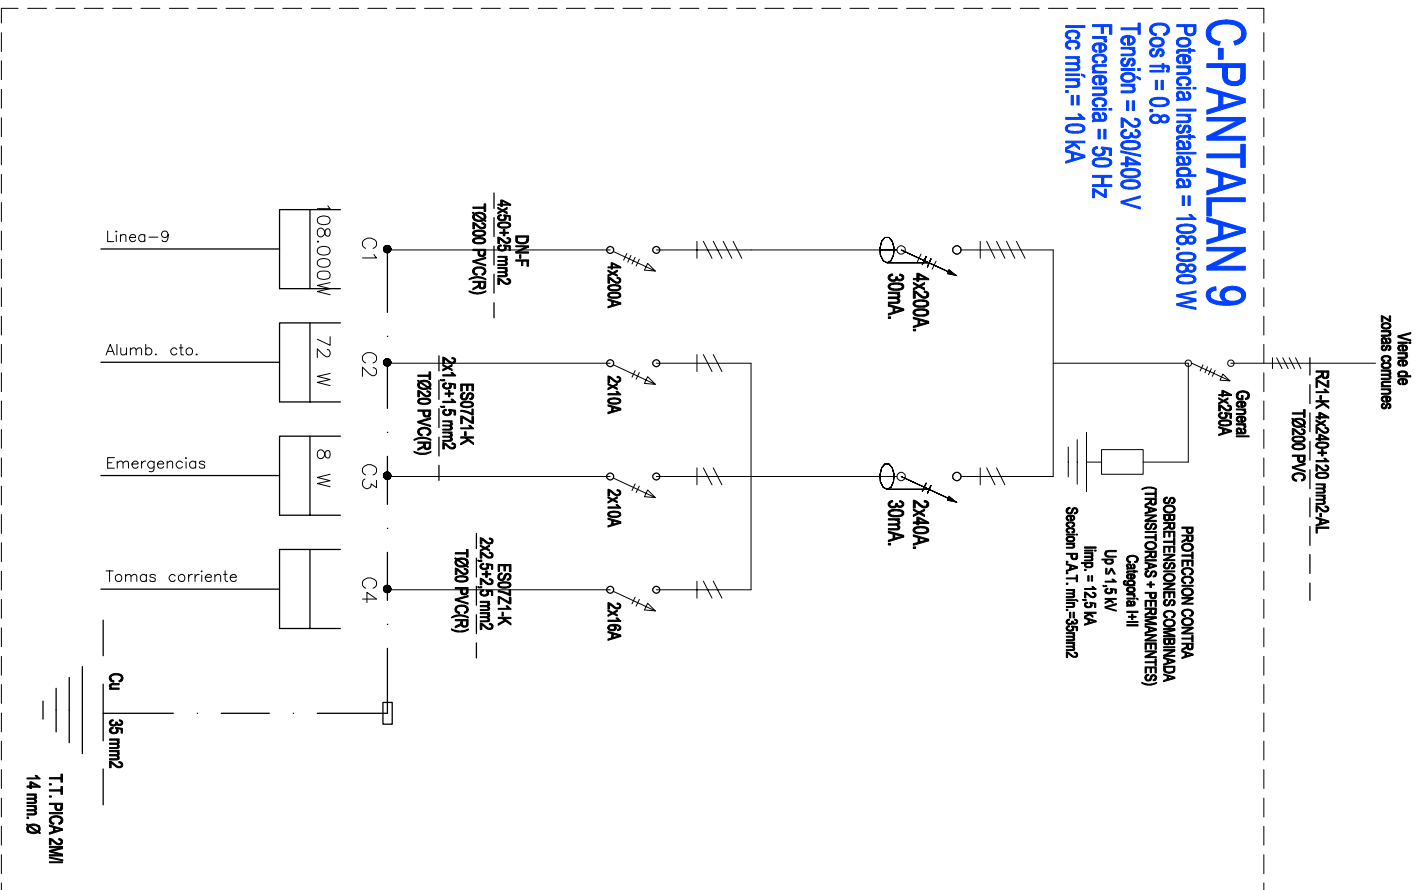 C-PANTALAN 9
Potencia Instalada = 108.080 W
Cos fi = 0.8
Tensión = 230/400 V
Frecuencia = 50 Hz
Icc mín.= 10 kA
Viene de
zonas comunes
RZ1-K 4x240+120 mm2-AL
TØ200 PVC
General
4x250A
PROTECCION CONTRA
SOBRETENSIONES COMBINADA
(TRANSITORIAS + PERMANENTES)
Categoría I+II
Up ≤ 1,5 kV
Iimp. = 12,5 kA
Seccion P.A.T. mín.=35mm2
4x200A.
30mA.
2x40A.
30mA.
4x200A
2x10A
2x10A
2x16A
DN-F
4x50+25 mm2
TØ200 PVC(R)
ES07Z1-K
2x1,5+1,5 mm2
TØ20 PVC(R)
ES07Z1-K
2x2,5+2,5 mm2
TØ20 PVC(R)
C1
C2
C3
C4
108.000W
72 W
8 W
Linea-9
Alumb. cto.
Emergencias
Tomas corriente
Cu
35 mm2
T.T. PICA 2M/l
14 mm. Ø